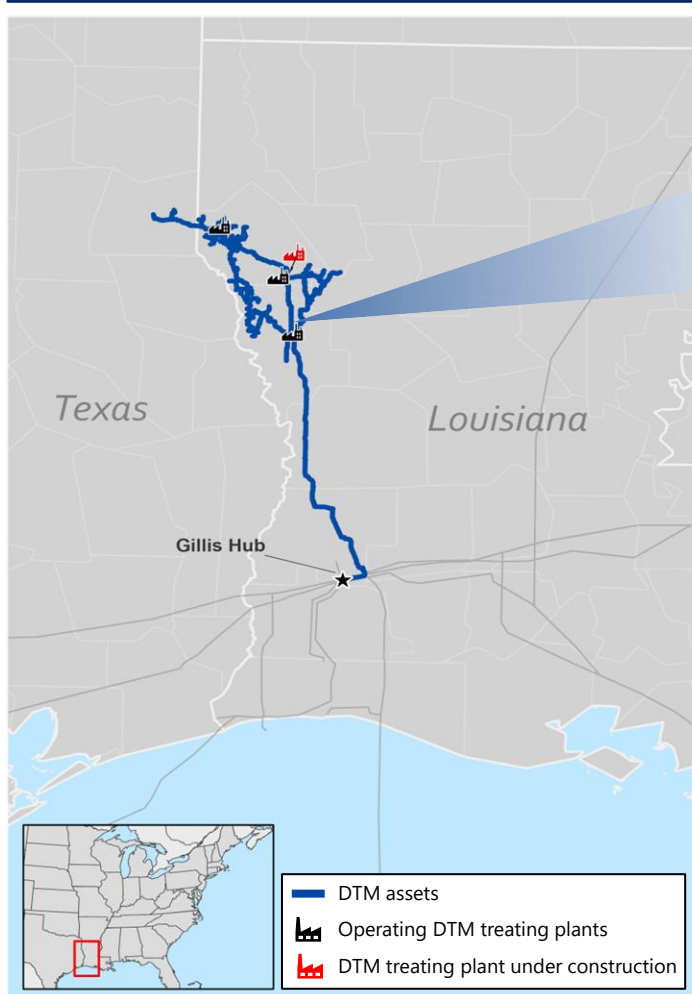 Texas
Louisiana
Gillis Hub
DTM assets
Operating DTM treating plants
DTM treating plant under construction